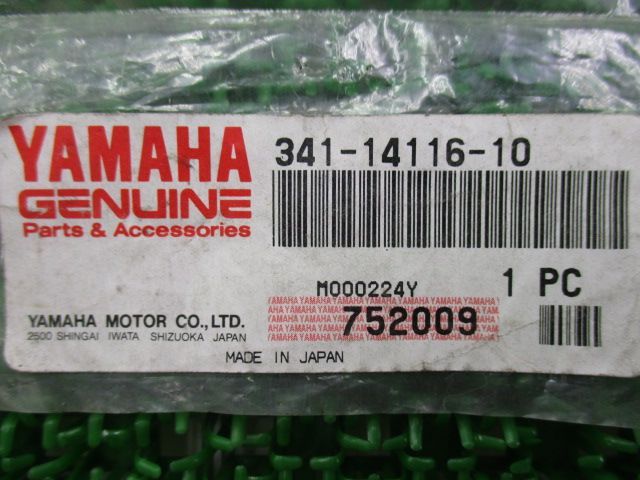 YAMAHA
GENUINE
Parts & Accessories
341-14116-10
M000224Y
1 PC
752009
YAMAHA MOTOR CO.,LTD.
2500 SHINGAI IWATA SHIZUOKA JAPAN
MADE IN JAPAN